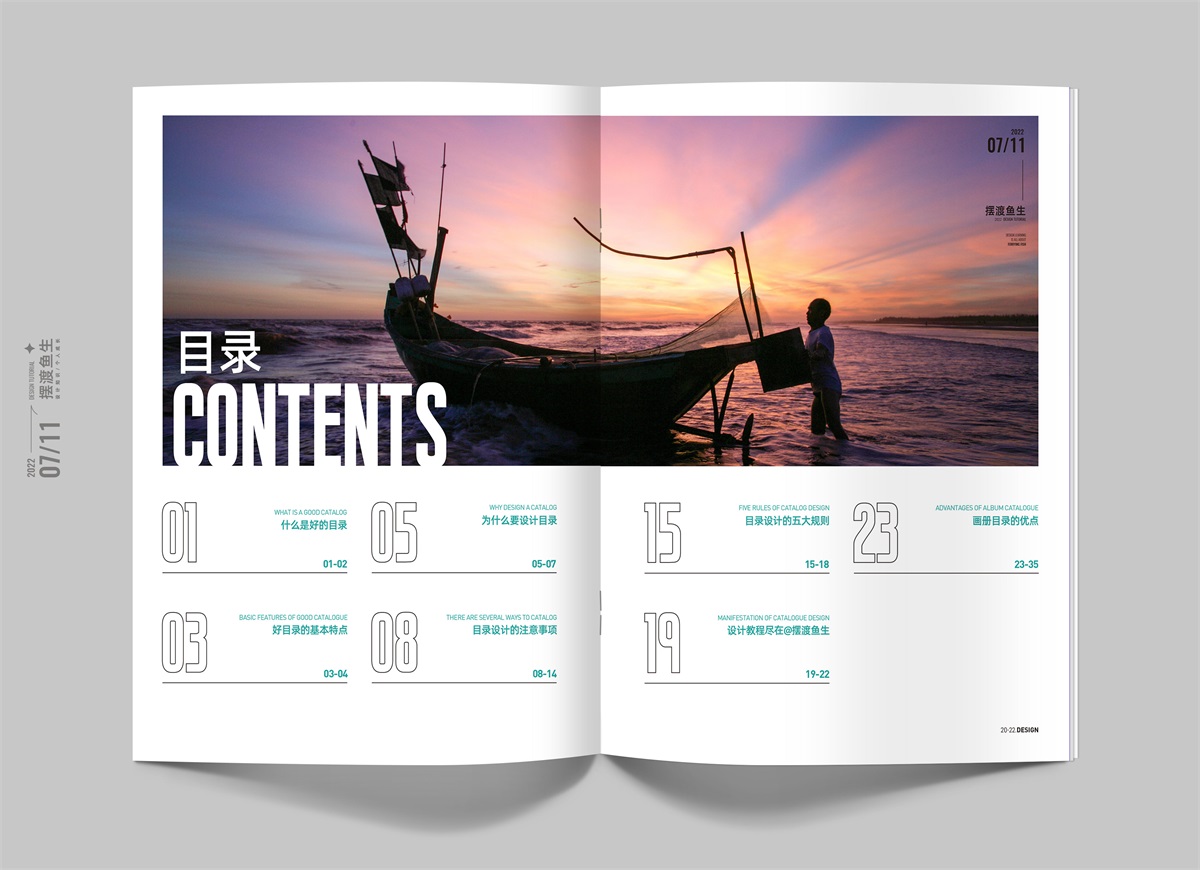 2022
07/11
摆渡鱼生
目录
CONTENTS
01
WHAT IS A GOOD CATALOG
什么是好的目录
01-02
05
WHY DESIGN A CATALOG
为什么要设计目录
05-07
15
FIVE RULES OF CATALOG DESIGN
目录设计的五大规则
15-18
23
ADVANTAGES OF ALBUM CATALOGUE
画册目录的优点
23-35
03
BASIC FEATURES OF GOOD CATALOGUE
好目录的基本特点
03-04
08
THERE ARE SEVERAL WAYS TO CATALOG
目录设计的注意事项
08-14
19
MANIFESTATION OF CATALOGUE DESIGN
设计教程尽在@摆渡鱼生
19-22
20-22.DESIGN
2022
07/11
DESIGN TUTORIAL
摆渡鱼生